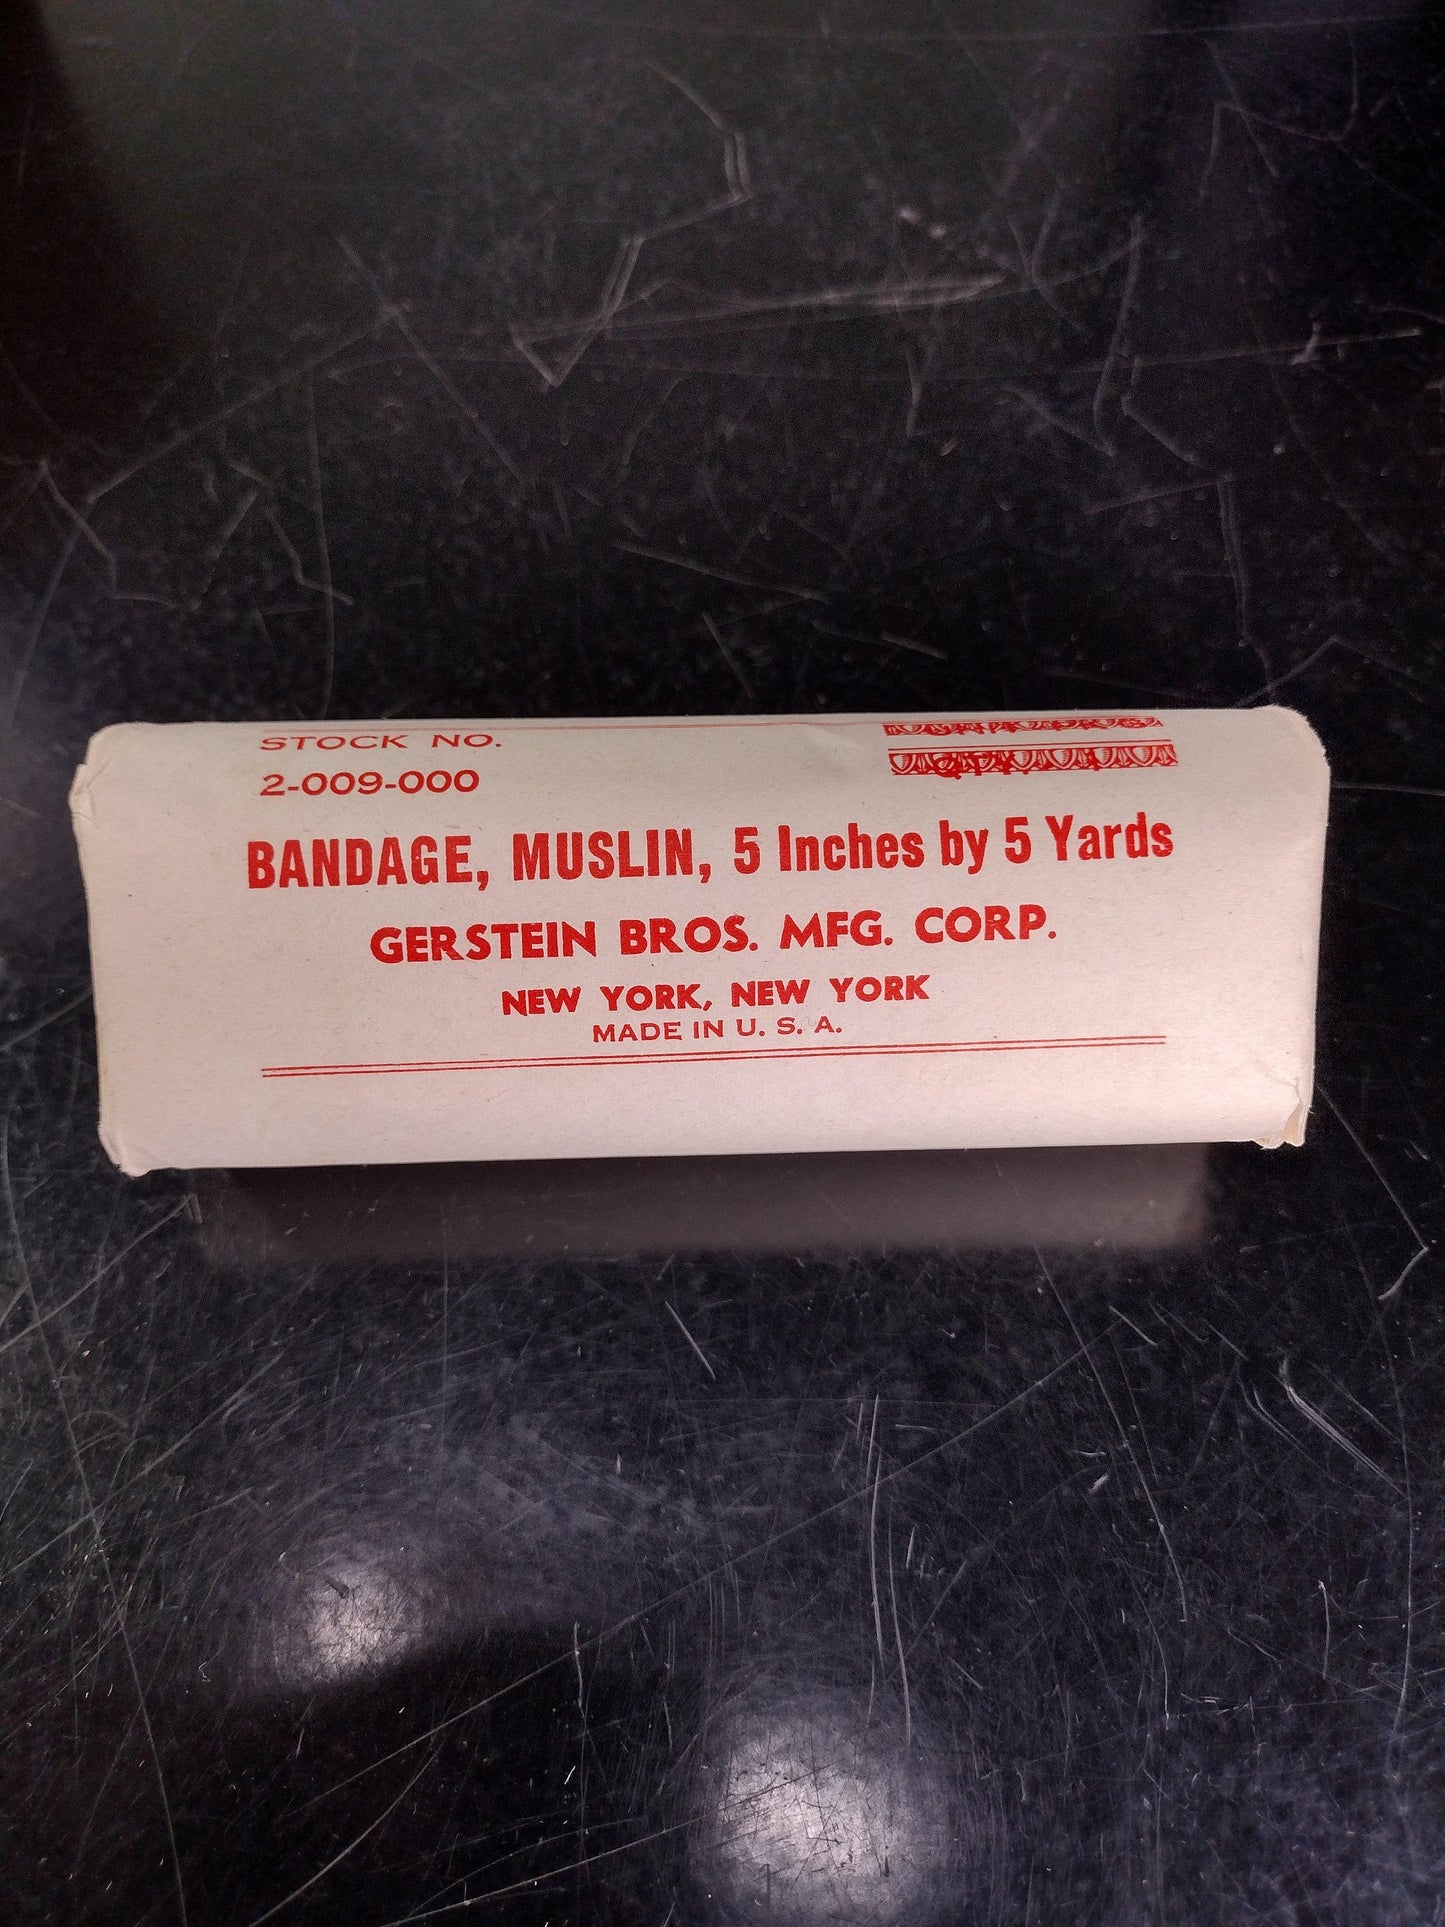 STOCK NO.
2-009-000
BANDAGE, MUSLIN, 5 Inches by 5 Yards
GERSTEIN BROS. MFG. CORP.
NEW YORK, NEW YORK
MADE IN U. S. A.